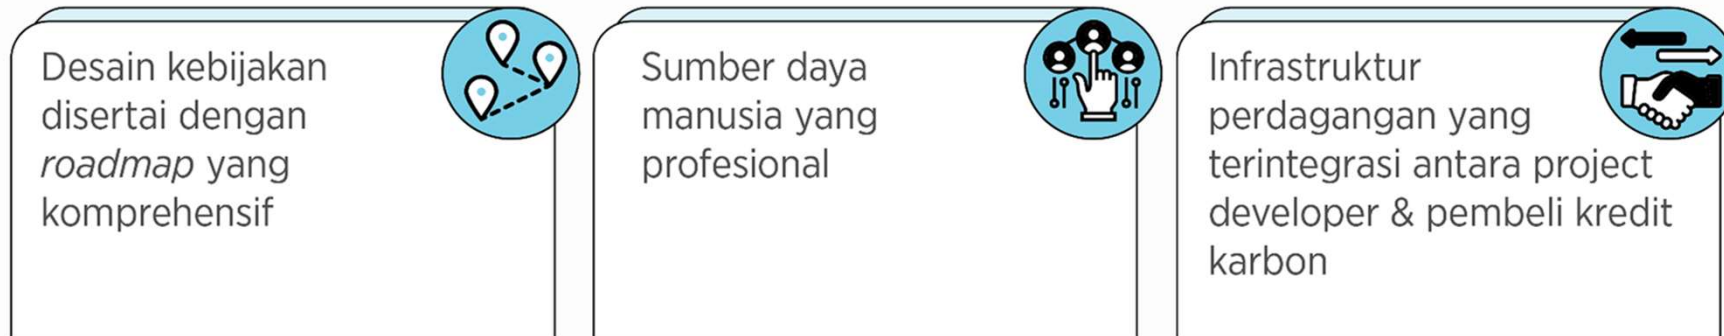 Desain kebijakan
disertai dengan
roadmap yang
komprehensif
Sumber daya
manusia yang
profesional
Infrastruktur
perdagangan yang
terintegrasi antara project
developer & pembeli kredit
karbon